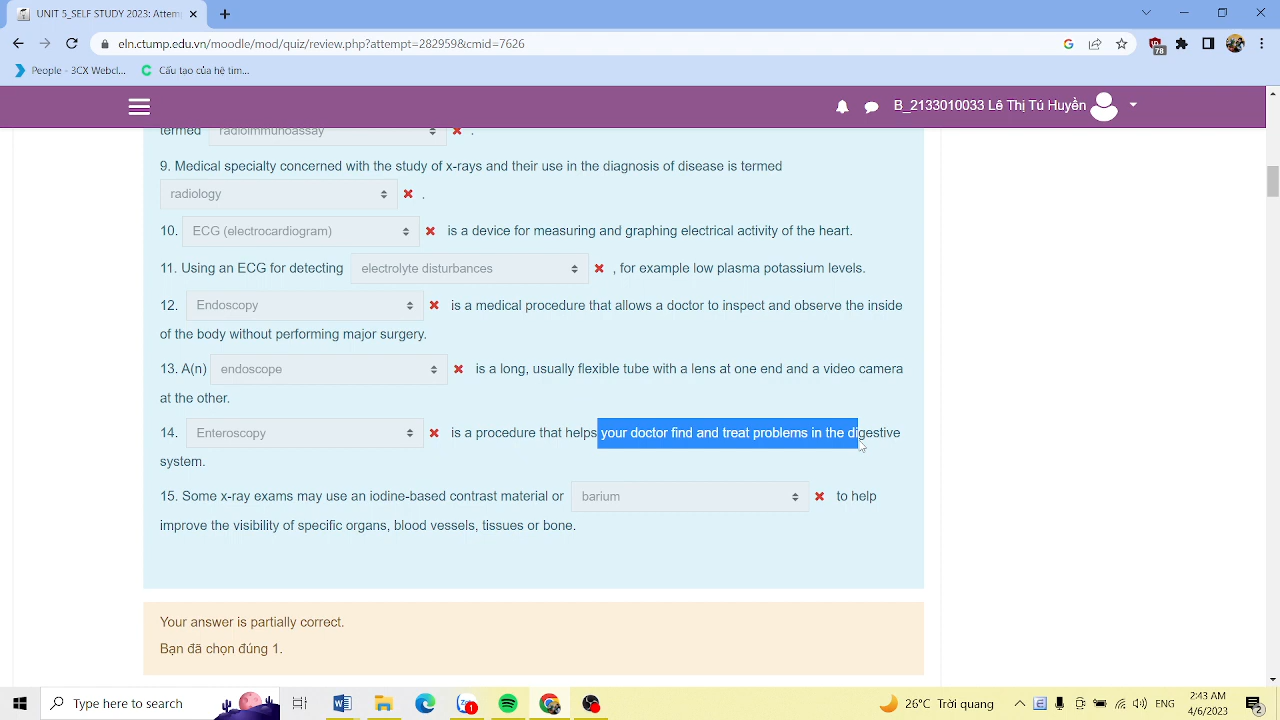 UNIT 5_SELF STUDY 2023: Attem
eln.ctump.edu.vn/moodle/mod/quiz/review.php?attempt=282959&cmid=7626
78
People - 3CX Webcl... Cấu tạo của hệ tim...
B_2133010033 Lê Thị Tú Huyền
termed radioimmunoassay .
9. Medical specialty concerned with the study of x-rays and their use in the diagnosis of disease is termed
radiology .
10. ECG (electrocardiogram) is a device for measuring and graphing electrical activity of the heart.
11. Using an ECG for detecting electrolyte disturbances , for example low plasma potassium levels.
12. Endoscopy is a medical procedure that allows a doctor to inspect and observe the inside
of the body without performing major surgery.
13. A(n) endoscope is a long, usually flexible tube with a lens at one end and a video camera
at the other.
14. Enteroscopy is a procedure that helps your doctor find and treat problems in the digestive
system.
15. Some x-ray exams may use an iodine-based contrast material or barium to help
improve the visibility of specific organs, blood vessels, tissues or bone.
Your answer is partially correct.
Bạn đã chọn đúng 1.
Type here to search
1
26°C Trời quang
ENG
2:43 AM
4/6/2023
2